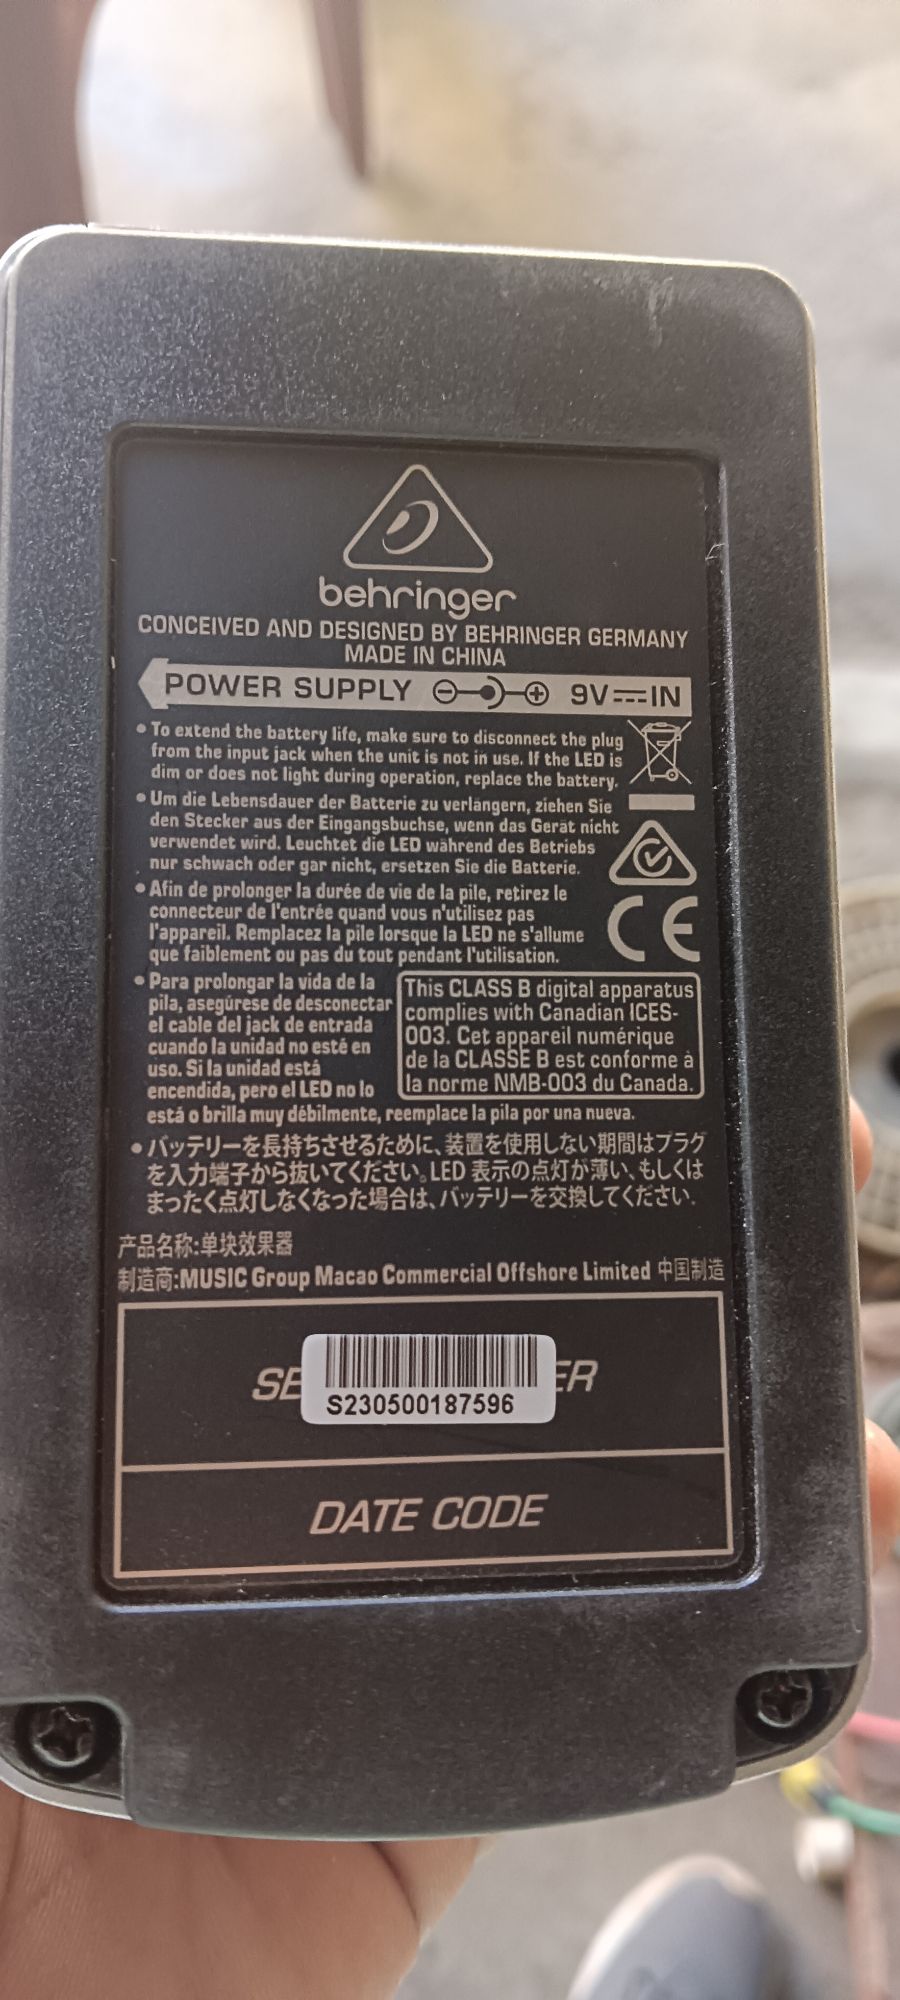 behringer
CONCEIVED AND DESIGNED BY BEHRINGER GERMANY
MADE IN CHINA
POWER SUPPLY 9V IN
• To extend the battery life, make sure to disconnect the plug
from the input jack when the unit is not in use. If the LED is
dim or does not light during operation, replace the battery.
• Um die Lebensdauer der Batterie zu verlängern, ziehen Sie
den Stecker aus der Eingangsbuchse, wenn das Gerät nicht
verwendet wird. Leuchtet die LED während des Betriebs
nur schwach oder gar nicht, ersetzen Sie die Batterie.
• Afin de prolonger la durée de vie de la pile, retirez le
connecteur de l'entrée quand vous n'utilisez pas
l'appareil. Remplacez la pile lorsque la LED ne s'allume
que faiblement ou pas du tout pendant l'utilisation.
CE
• Para prolongar la vida de la
pila, asegúrese de desconectar
el cable del jack de entrada
cuando la unidad no esté en
uso. Si la unidad está
encendida, pero el LED no lo
está o brilla muy débilmente, reemplace la pila por una nueva.
This CLASS B digital apparatus
complies with Canadian ICES-
003. Cet appareil numérique
de la CLASSE B est conforme à
la norme NMB-003 du Canada.
• バッテリーを長持ちさせるために、装置を使用しない期間はプラグ
を入力端子から抜いてください。LED 表示の点灯が薄い、もしくは
まったく点灯しなくなった場合は、バッテリーを交換してください.
产品名称:单块效果器
制造商:MUSIC Group Macao Commercial Offshore Limited 中国制造
SE ER
S230500187596
DATE CODE